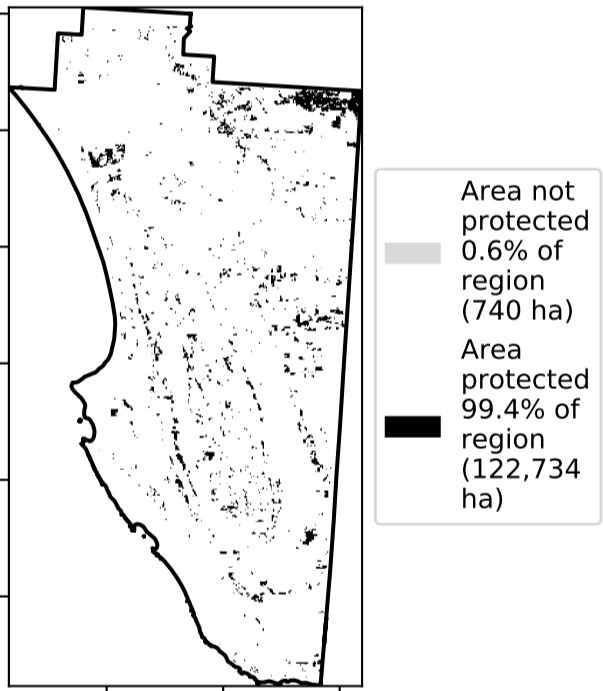 Area not
protected
0.6% of
region
(740 ha)
Area
protected
99.4% of
region
(122,734
ha)